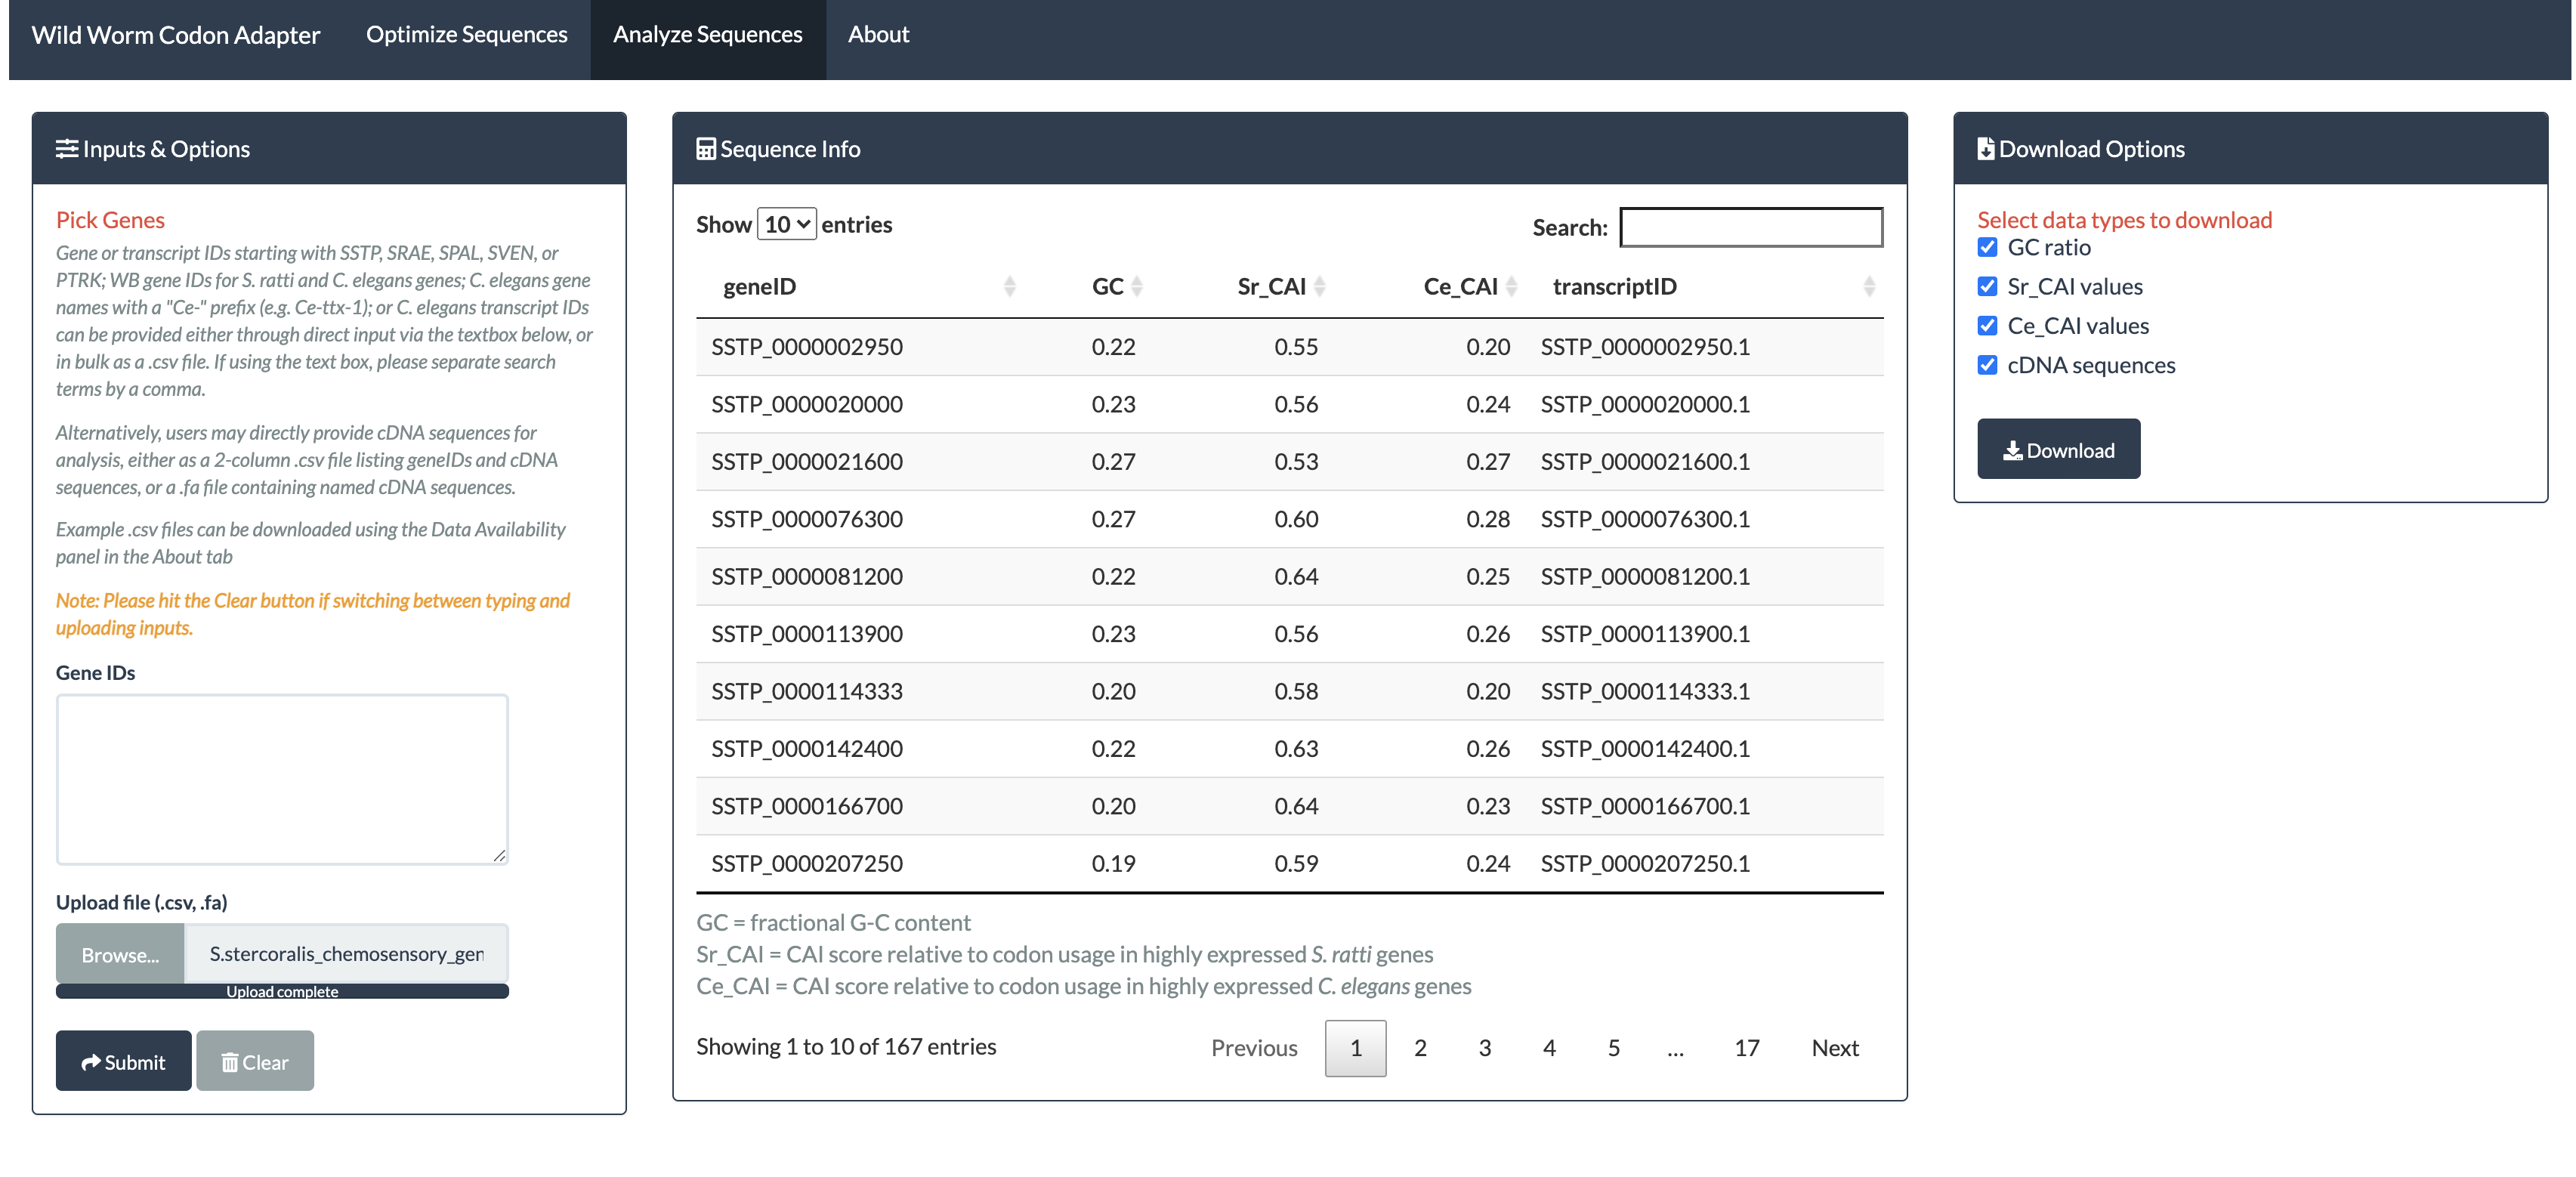 Wild Worm Codon Adapter Optimize Sequences Analyze Sequences About
Inputs & Options
Pick Genes
Gene or transcript IDs starting with SSTP, SRAE, SPAL, SVEN, or
PTRK; WB gene IDs for S. ratti and C. elegans genes; C. elegans gene
names with a "Ce-" prefix (e.g. Ce-ttx-1); or C. elegans transcript IDs
can be provided either through direct input via the textbox below, or
in bulk as a .csv file. If using the text box, please separate search
terms by a comma.
Alternatively, users may directly provide cDNA sequences for
analysis, either as a 2-column .csv file listing geneIDs and cDNA
sequences, or a .fa file containing named cDNA sequences.
Example .csv files can be downloaded using the Data Availability
panel in the About tab
Note: Please hit the Clear button if switching between typing and
uploading inputs.
Gene IDs
Upload file (.csv, .fa)
Browse... S.stercoralis_chemosensory_gen
Upload complete
Submit Clear
Sequence Info
Show 10 entries Search:
geneID GC Sr_CAI Ce_CAI transcriptID
SSTP_0000002950 0.22 0.55 0.20 SSTP_0000002950.1
SSTP_0000020000 0.23 0.56 0.24 SSTP_0000020000.1
SSTP_0000021600 0.27 0.53 0.27 SSTP_0000021600.1
SSTP_0000076300 0.27 0.60 0.28 SSTP_0000076300.1
SSTP_0000081200 0.22 0.64 0.25 SSTP_0000081200.1
SSTP_0000113900 0.23 0.56 0.26 SSTP_0000113900.1
SSTP_0000114333 0.20 0.58 0.20 SSTP_0000114333.1
SSTP_0000142400 0.22 0.63 0.26 SSTP_0000142400.1
SSTP_0000166700 0.20 0.64 0.23 SSTP_0000166700.1
SSTP_0000207250 0.19 0.59 0.24 SSTP_0000207250.1
GC = fractional G-C content
Sr_CAI = CAI score relative to codon usage in highly expressed S. ratti genes
Ce_CAI = CAI score relative to codon usage in highly expressed C. elegans genes
Showing 1 to 10 of 167 entries Previous 1 2 3 4 5 ... 17 Next
Download Options
Select data types to download
GC ratio
Sr_CAI values
Ce_CAI values
cDNA sequences
Download